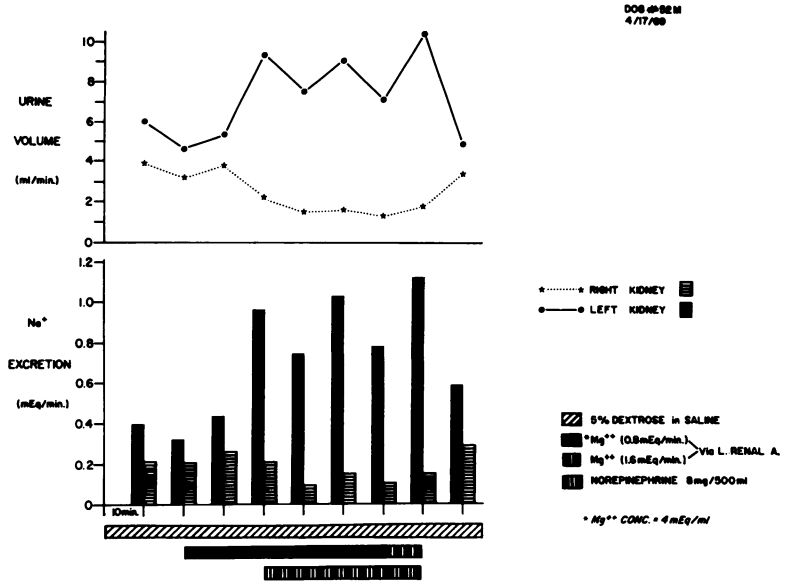 DOG #52M
4/17/69
10
8
URINE
6
VOLUME
4
(ml/min.)
2
0
1.2
1.0
RIGHT KIDNEY
LEFT KIDNEY
Na+
0.8
EXCRETION
0.6
(mEq/min.)
0.4
0.2
0
10min.
5% DEXTROSE in SALINE
*Mg++ (0.8mEq/min.)
Via L. RENAL A.
Mg++ (1.6mEq/min.)
NOREPINEPHRINE 8mg/500ml
* Mg++ CONC. = 4 mEq/ml